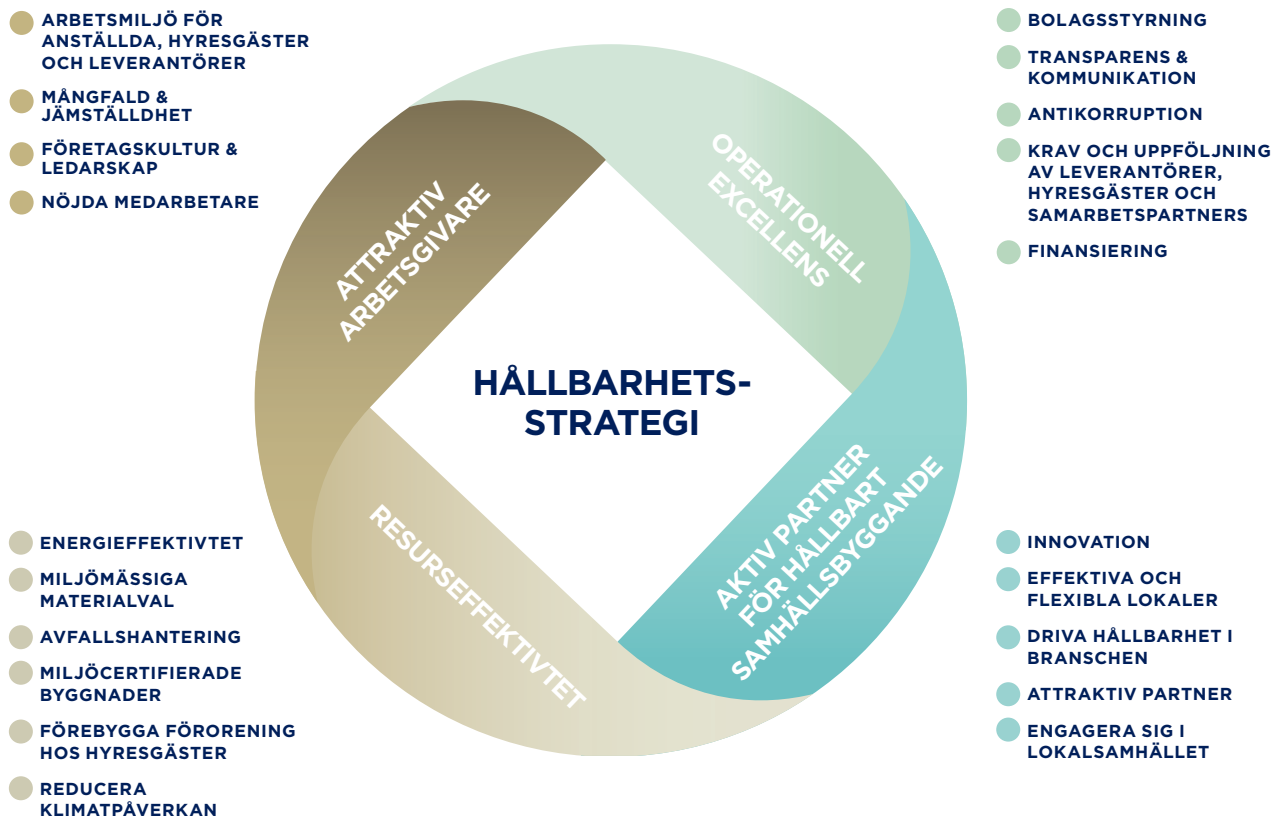 ARBETSMILJÖ FÖR
ANSTÄLLDA, HYRESGÄSTER
OCH LEVERANTÖRER
MÅNGFALD &
JÄMSTÄLLDHET
FÖRETAGSKULTUR &
LEDARSKAP
NÖJDA MEDARBETARE
BOLAGSSTYRNING
TRANSPARENS &
KOMMUNIKATION
ANTIKORRUPTION
KRAV OCH UPPFÖLJNING
AV LEVERANTÖRER,
HYRESGÄSTER OCH
SAMARBETSPARTNERS
FINANSIERING
ATTRAKTIV
ARBETSGIVARE
OPERATIONELL
EXCELLENS
HÅLLBARHETS-
STRATEGI
RESURSEFFEKTIVTET
AKTIV PARTNER
FÖR HÅLLBART
SAMHÄLLSBYGGANDE
ENERGIEFFEKTIVTET
MILJÖMÄSSIGA
MATERIALVAL
AVFALLSHANTERING
MILJÖCERTIFIERADE
BYGGNADER
FÖREBYGGA FÖRORENING
HOS HYRESGÄSTER
REDUCERA
KLIMATPÅVERKAN
INNOVATION
EFFEKTIVA OCH
FLEXIBLA LOKALER
DRIVA HÅLLBARHET I
BRANSCHEN
ATTRAKTIV PARTNER
ENGAGERA SIG I
LOKALSAMHÄLLET